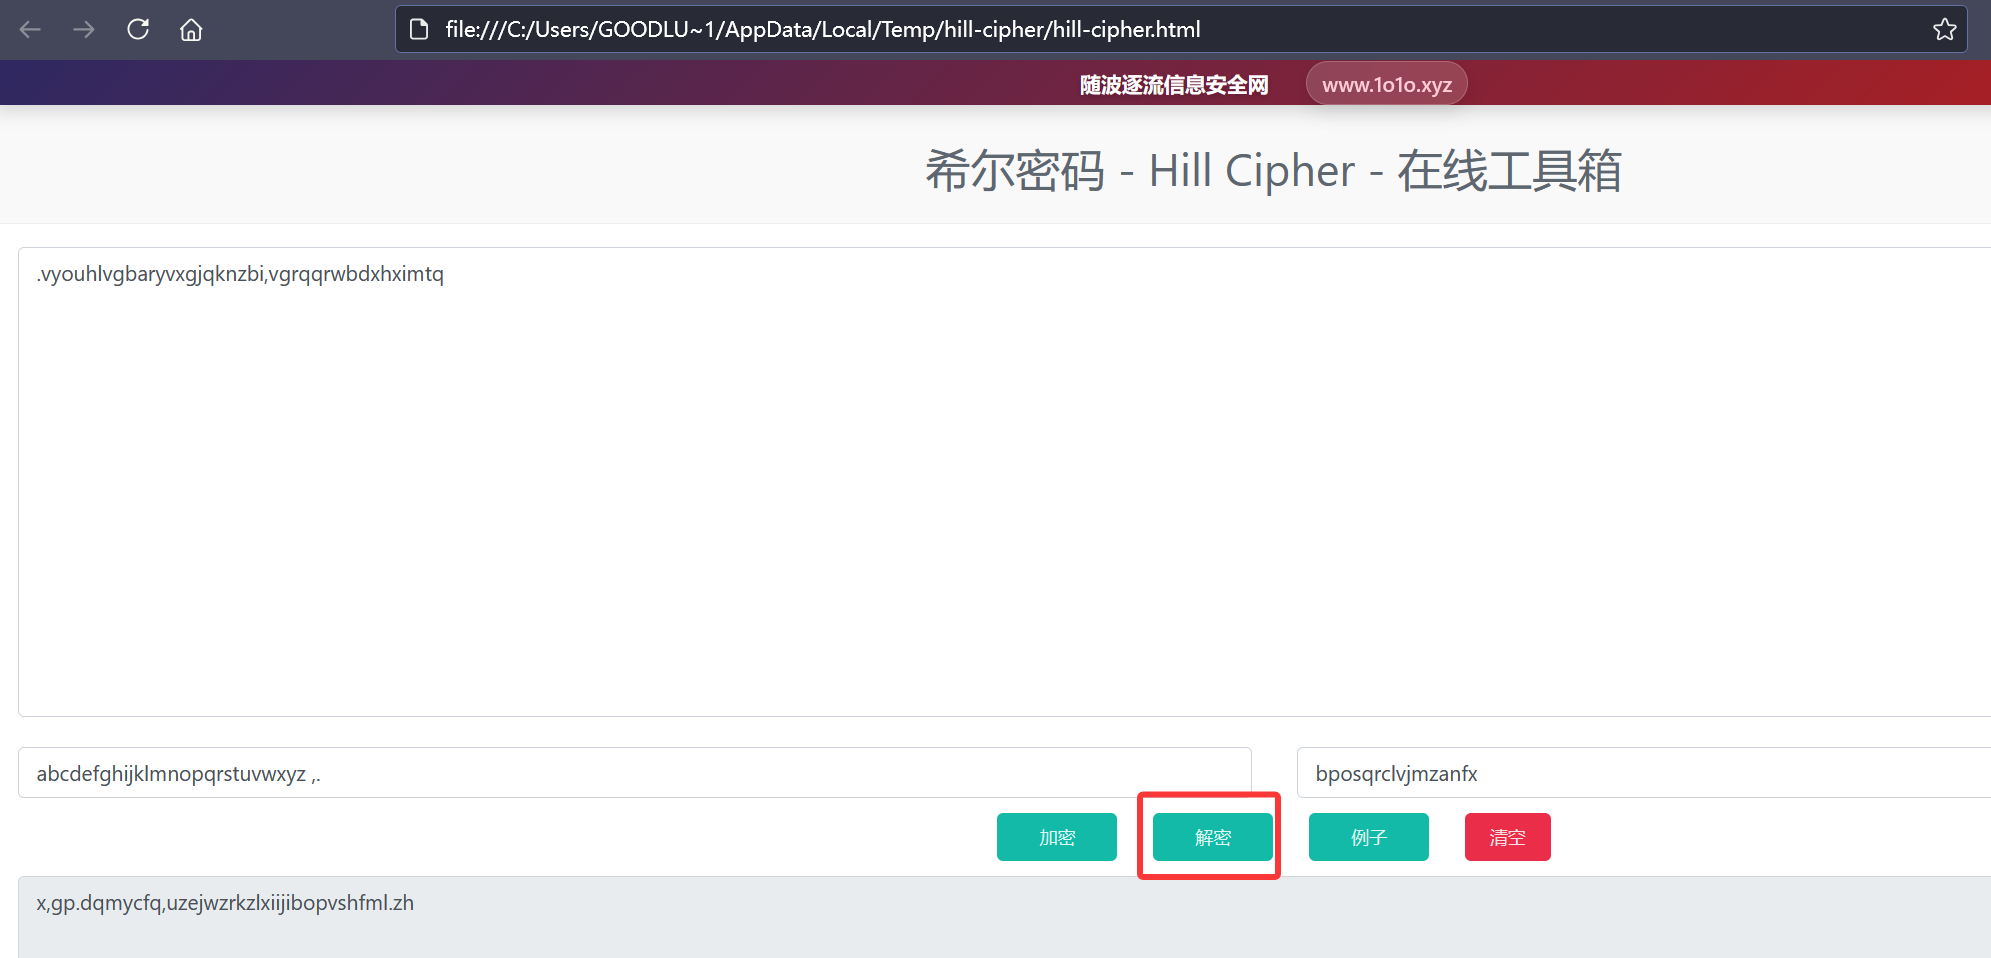 file:///C:/Users/GOODLU~1/AppData/Local/Temp/hill-cipher/hill-cipher.html
随波逐流信息安全网 www.1o1o.xyz
希尔密码 - Hill Cipher - 在线工具箱
.vyouhlvgbaryvxgjqknzbi,vgrqqrwbdxhximtq
abcdefghijklmnopqrstuvwxyz ,. bposqrclvjmzanfx
加密 解密 例子 清空
x,gp.dqmycfq,uzejwzrkzlxiijibopvshfml.zh